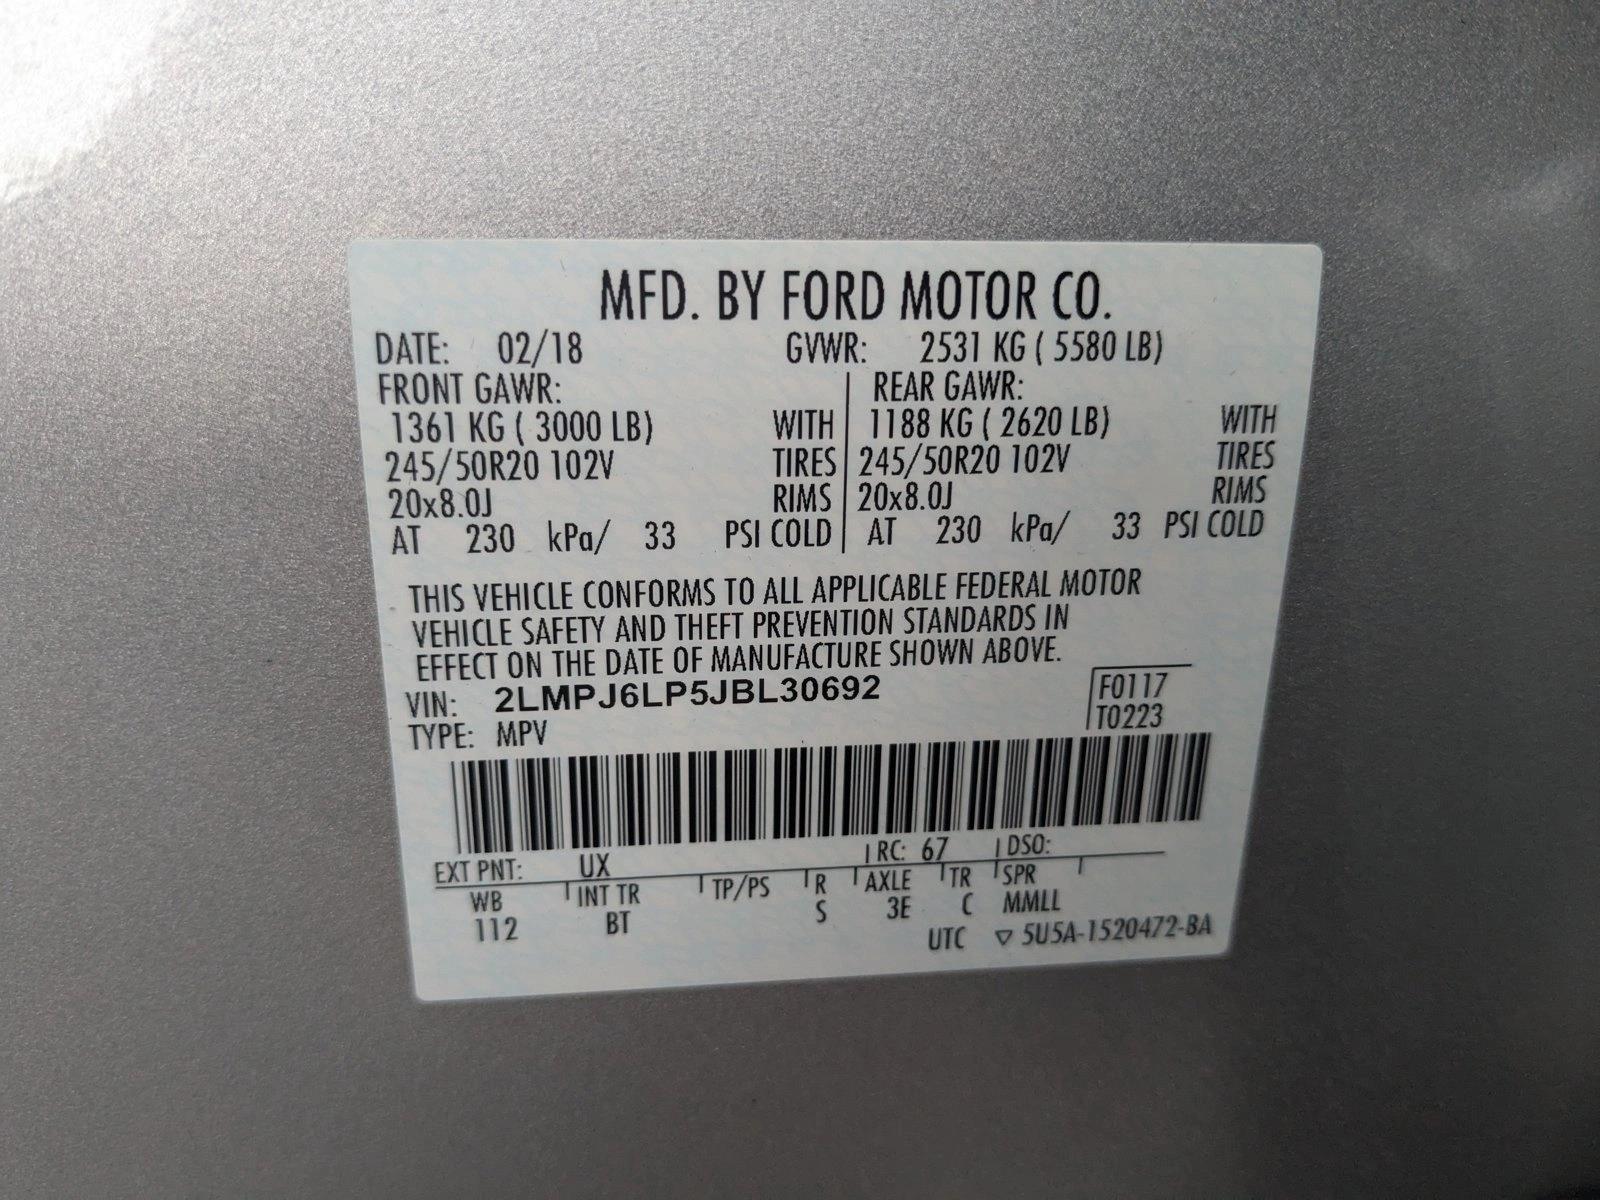 MFD. BY FORD MOTOR CO.
DATE: 02/18 GVWR: 2531 KG ( 5580 LB)
FRONT GAWR: REAR GAWR:
1361 KG ( 3000 LB) WITH 1188 KG ( 2620 LB) WITH
245/50R20 102V TIRES 245/50R20 102V TIRES
20x8.0J RIMS 20x8.0J RIMS
AT 230 kPa/ 33 PSI COLD AT 230 kPa/ 33 PSI COLD
THIS VEHICLE CONFORMS TO ALL APPLICABLE FEDERAL MOTOR
VEHICLE SAFETY AND THEFT PREVENTION STANDARDS IN
EFFECT ON THE DATE OF MANUFACTURE SHOWN ABOVE.
VIN: 2LMPJ6LP5JBL30692 F0117
TYPE: MPV T0223
EXT PNT: UX RC: 67 DSO:
WB INT TR TP/PS R AXLE TR SPR
112 BT S 3E C MMLL
UTC ▽ 5U5A-1520472-BA